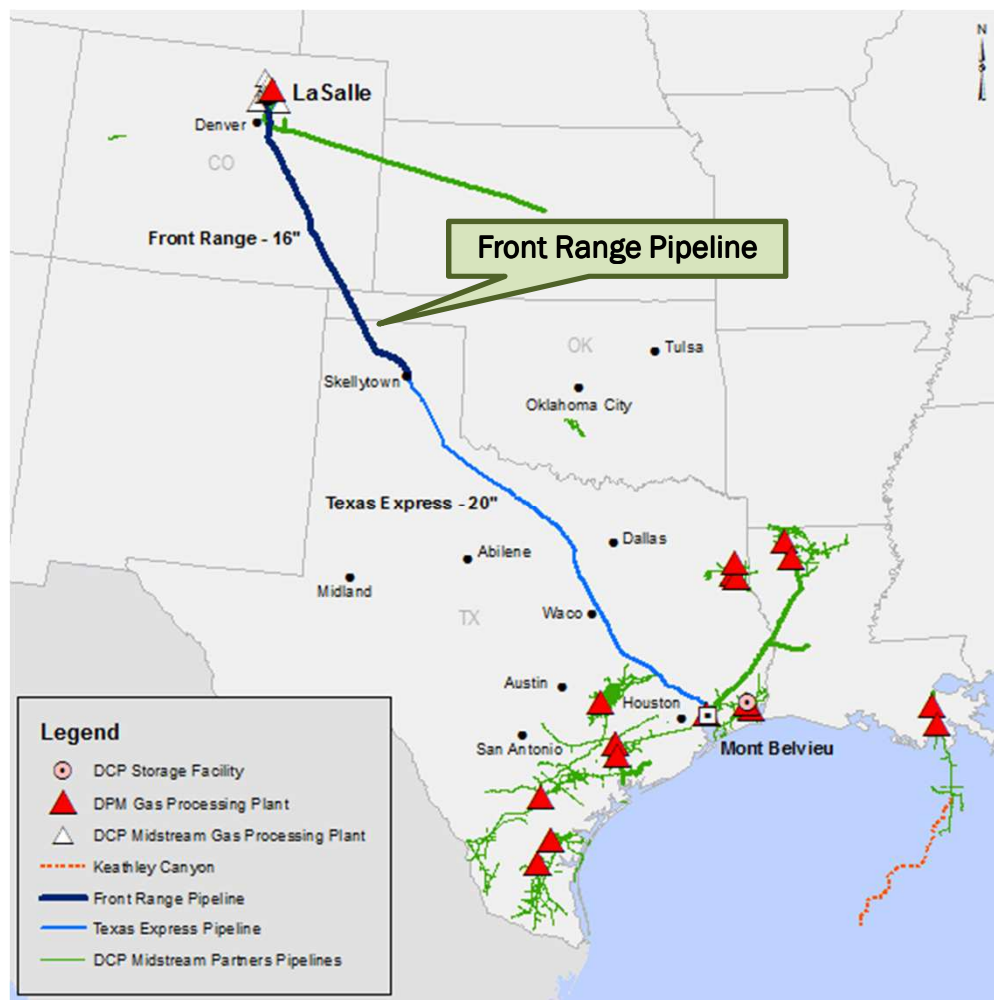 N
LaSalle
Denver
CO
Front Range - 16"
Front Range Pipeline
OK
Tulsa
Skellytown
Oklahoma City
Texas Express - 20"
Dallas
Abilene
Midland
Waco
TX
Austin
Houston
San Antonio
Mont Belvieu
Legend
DCP Storage Facility
DPM Gas Processing Plant
DCP Midstream Gas Processing Plant
Keathley Canyon
Front Range Pipeline
Texas Express Pipeline
DCP Midstream Partners Pipelines